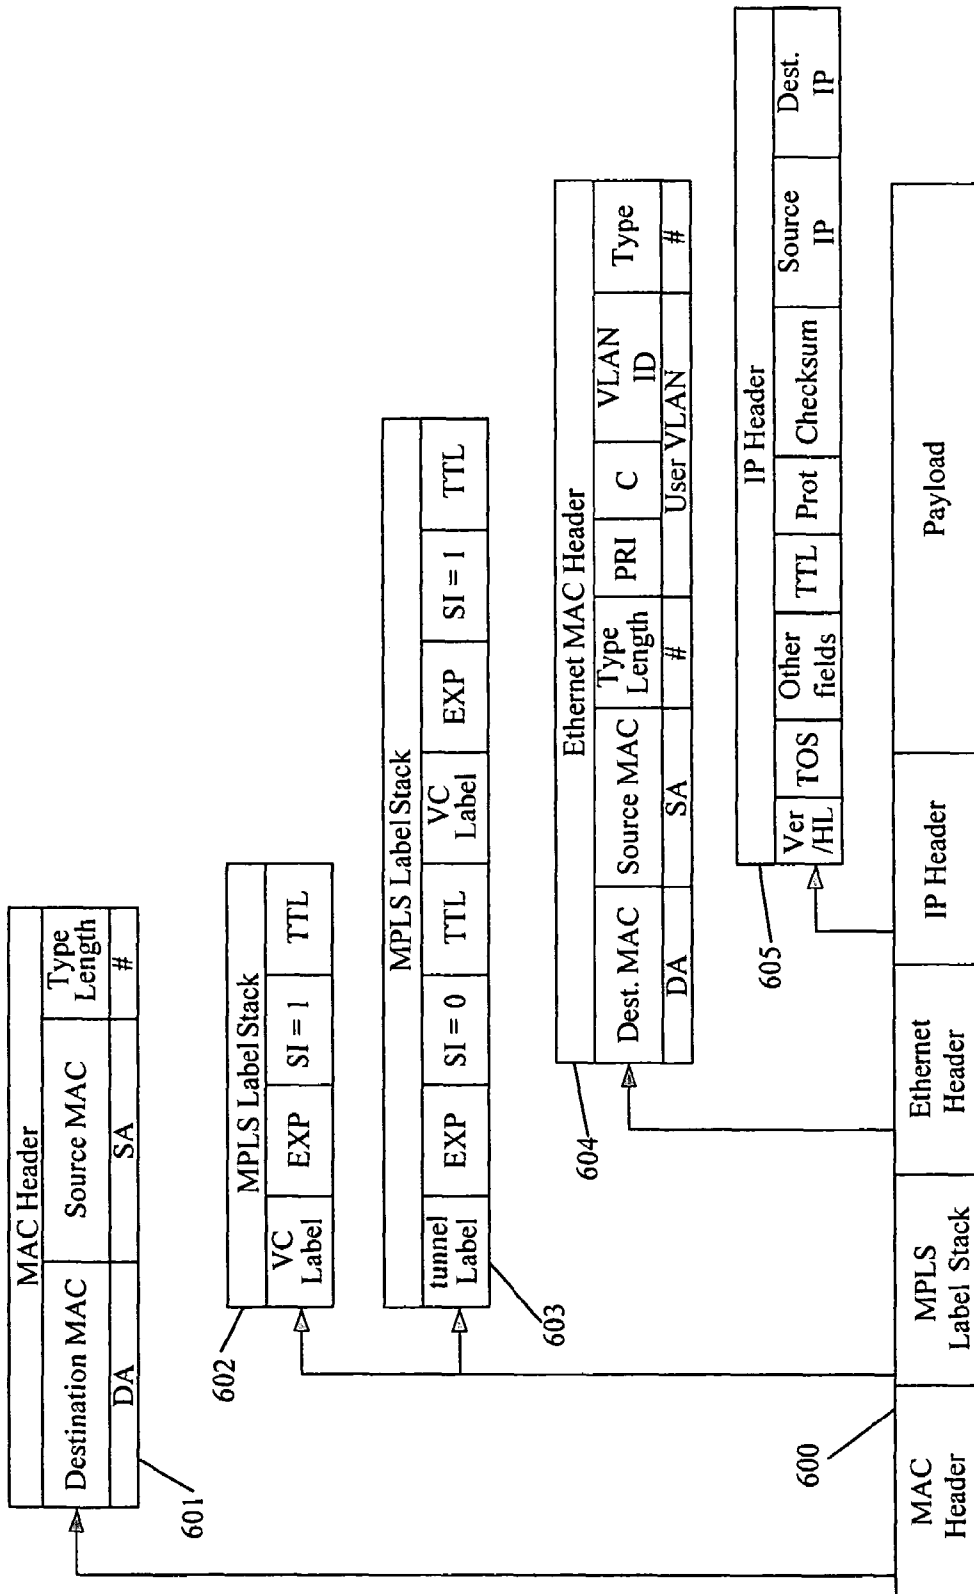 MAC Header
Destination MAC
Source MAC
Type
Length
DA
SA
#
601
MPLS Label Stack
VC
Label
EXP
SI = 1
TTL
602
MPLS Label Stack
tunnel
Label
EXP
SI = 0
TTL
VC
Label
EXP
SI = 1
TTL
603
Ethernet MAC Header
Dest. MAC
Source MAC
Type
Length
PRI
C
VLAN
ID
Type
DA
SA
#
User VLAN
#
604
IP Header
Ver
/HL
TOS
Other
fields
TTL
Prot
Checksum
Source
IP
Dest.
IP
605
600
MAC
Header
MPLS
Label Stack
Ethernet
Header
IP Header
Payload